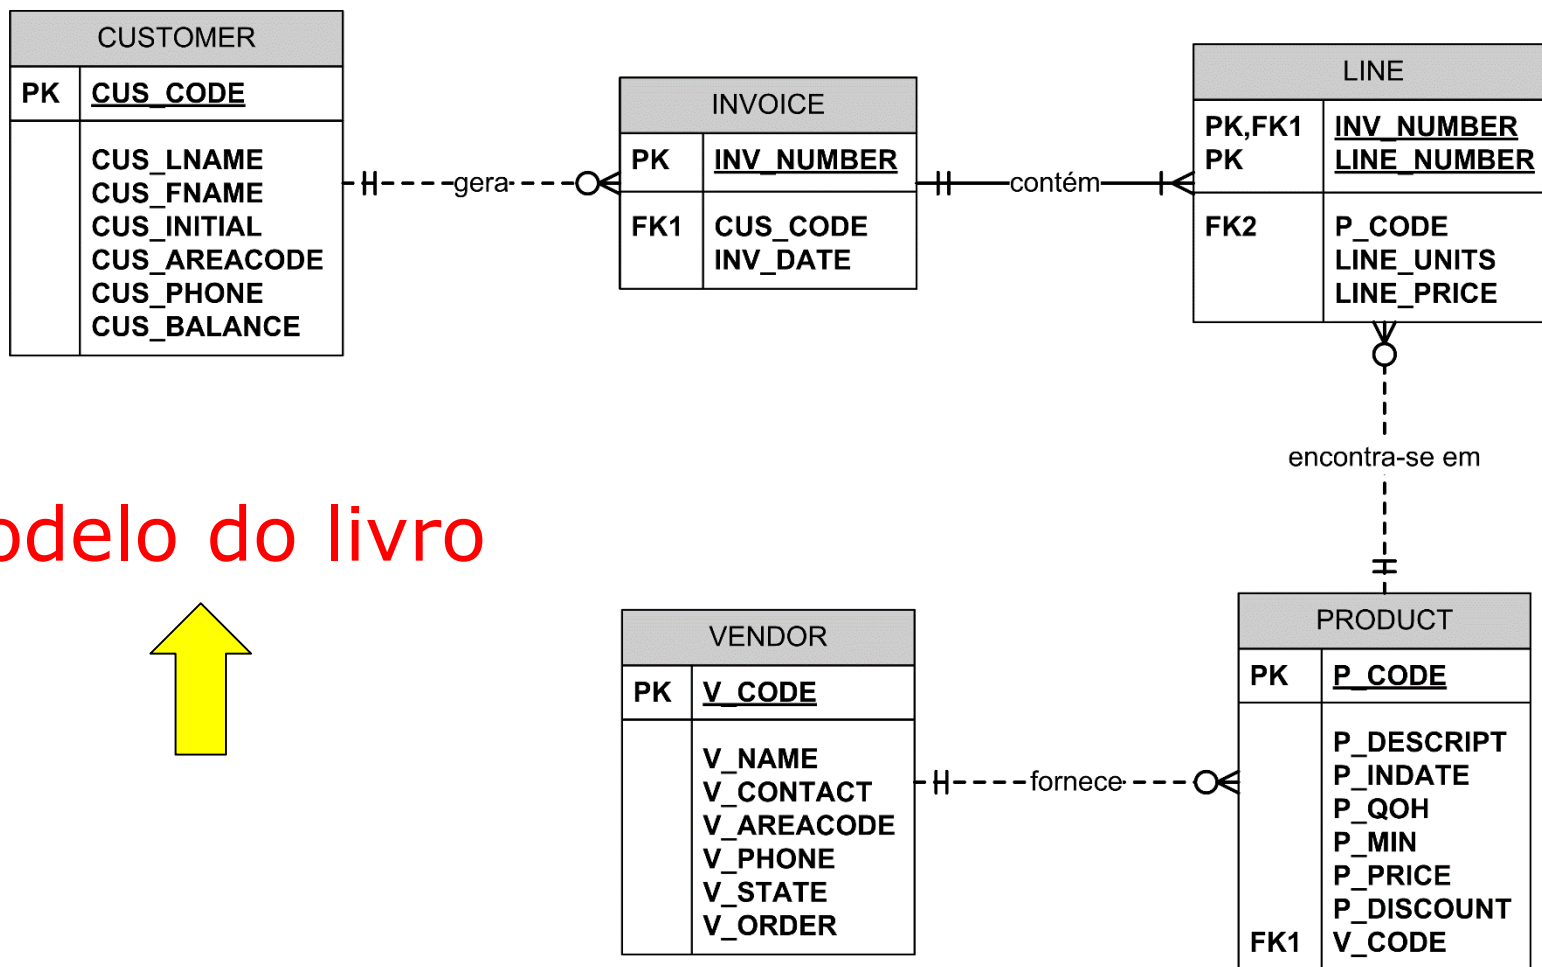 CUSTOMER
PK CUS_CODE
CUS_LNAME
CUS_FNAME
CUS_INITIAL
CUS_AREACODE
CUS_PHONE
CUS_BALANCE
gera
INVOICE
PK INV_NUMBER
FK1 CUS_CODE
INV_DATE
contém
LINE
PK,FK1 INV_NUMBER
PK LINE_NUMBER
FK2 P_CODE
LINE_UNITS
LINE_PRICE
encontra-se em
odelo do livro
VENDOR
PK V_CODE
V_NAME
V_CONTACT
V_AREACODE
V_PHONE
V_STATE
V_ORDER
fornece
PRODUCT
PK P_CODE
P_DESCRIPT
P_INDATE
P_QOH
P_MIN
P_PRICE
P_DISCOUNT
FK1 V_CODE